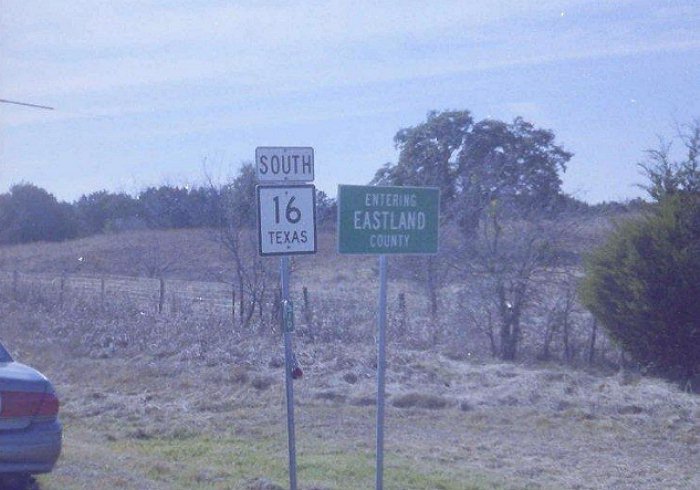 SOUTH
16
TEXAS
ENTERING
EASTLAND
COUNTY